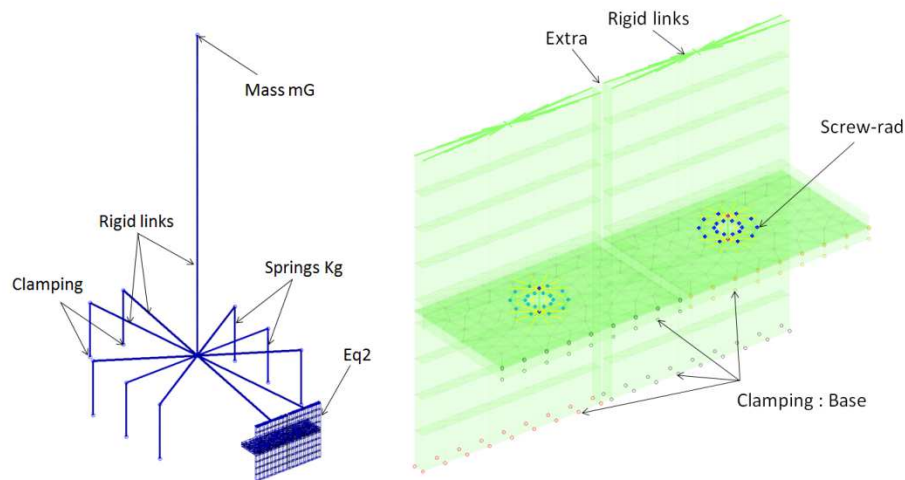 Mass mG
Rigid links
Clamping
Springs Kg
Eq2
Rigid links
Extra
Screw-rad
Clamping : Base